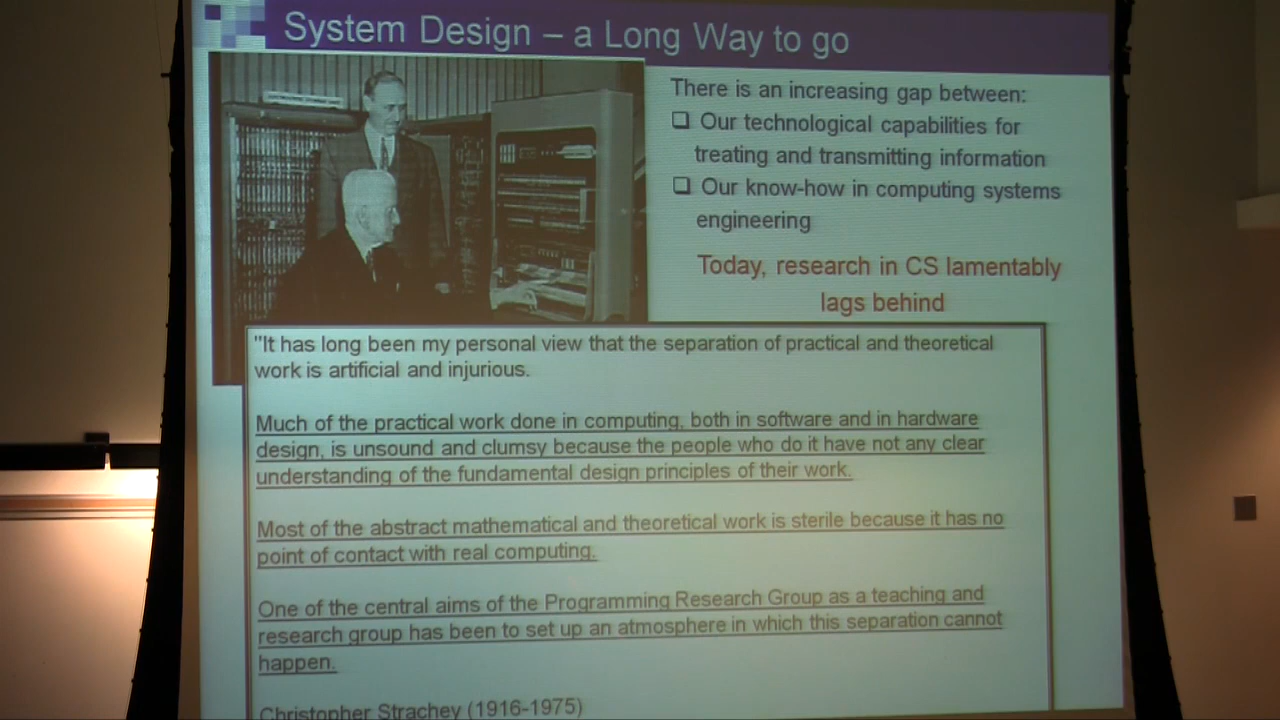 System Design – a Long Way to go
There is an increasing gap between:
❑ Our technological capabilities for
treating and transmitting information
❑ Our know-how in computing systems
engineering
Today, research in CS lamentably
lags behind
"It has long been my personal view that the separation of practical and theoretical
work is artificial and injurious.
Much of the practical work done in computing, both in software and in hardware
design, is unsound and clumsy because the people who do it have not any clear
understanding of the fundamental design principles of their work.
Most of the abstract mathematical and theoretical work is sterile because it has no
point of contact with real computing.
One of the central aims of the Programming Research Group as a teaching and
research group has been to set up an atmosphere in which this separation cannot
happen.
Christopher Strachey (1916-1975)